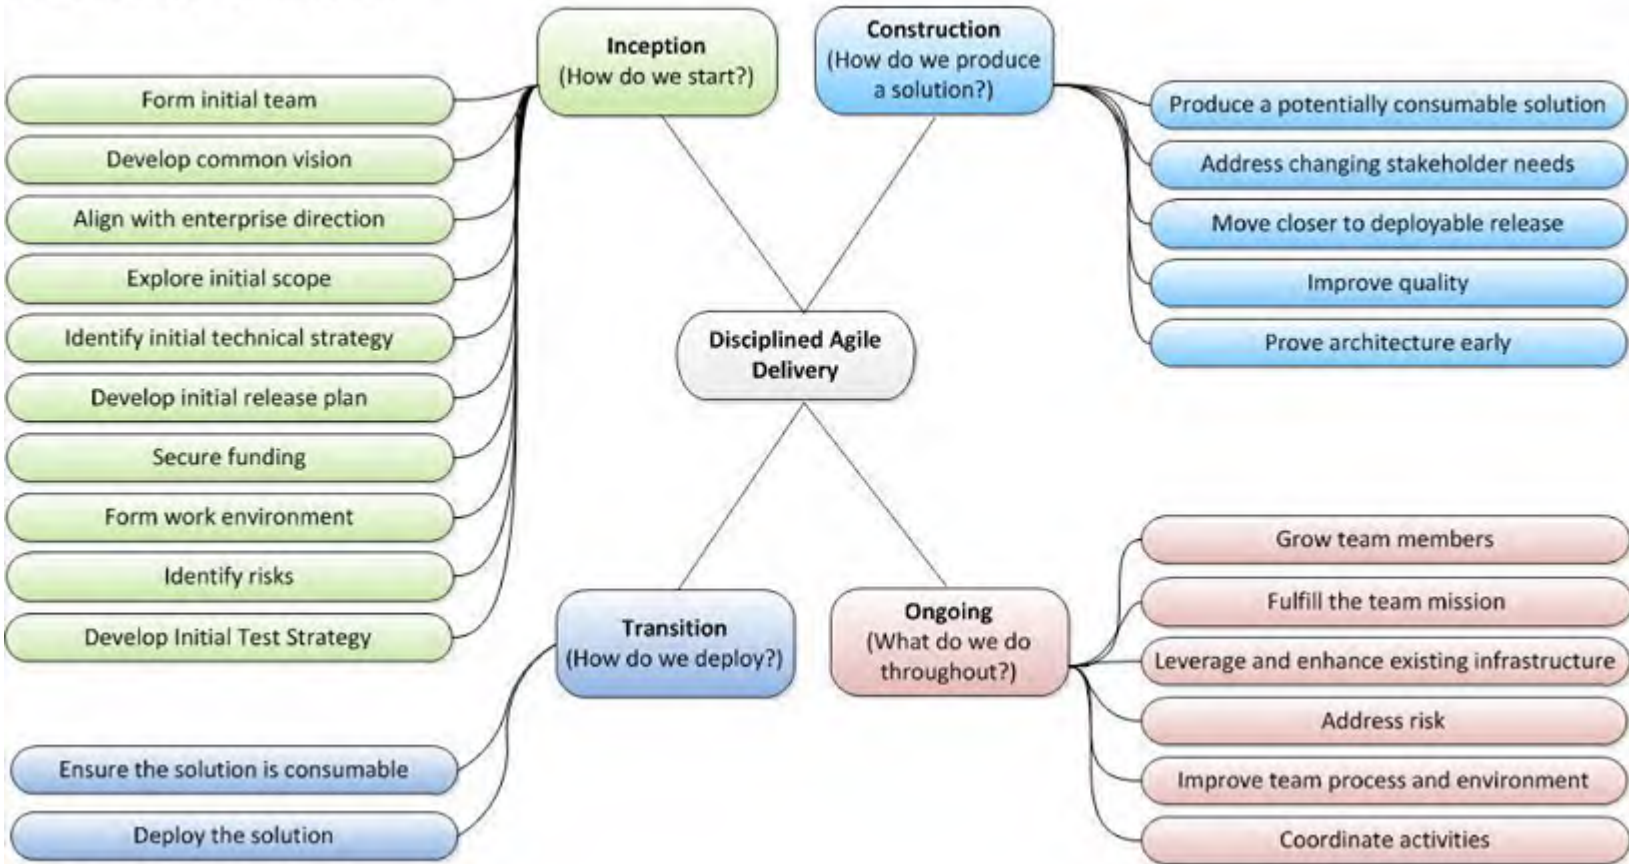 Inception
(How do we start?)
Form initial team
Develop common vision
Align with enterprise direction
Explore initial scope
Identify initial technical strategy
Develop initial release plan
Secure funding
Form work environment
Identify risks
Develop Initial Test Strategy
Construction
(How do we produce
a solution?)
Produce a potentially consumable solution
Address changing stakeholder needs
Move closer to deployable release
Improve quality
Prove architecture early
Disciplined Agile
Delivery
Transition
(How do we deploy?)
Ensure the solution is consumable
Deploy the solution
Ongoing
(What do we do
throughout?)
Grow team members
Fulfill the team mission
Leverage and enhance existing infrastructure
Address risk
Improve team process and environment
Coordinate activities